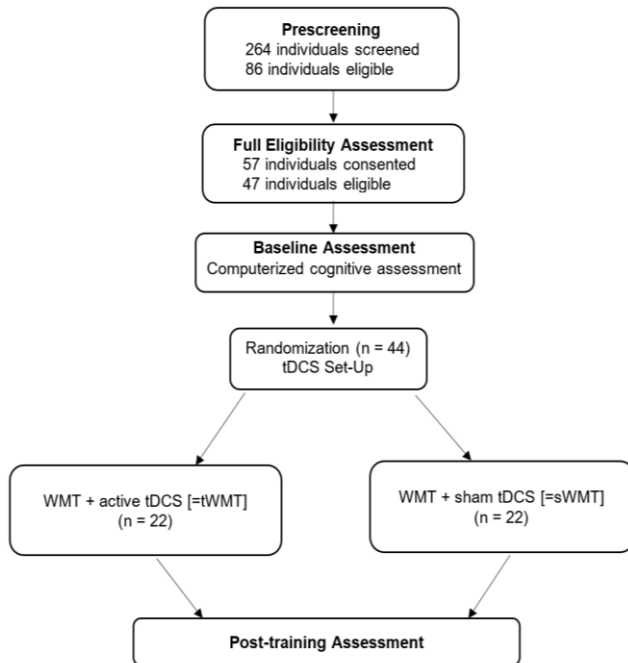 Prescreening
264 individuals screened
86 individuals eligible
Full Eligibility Assessment
57 individuals consented
47 individuals eligible
Baseline Assessment
Computerized cognitive assessment
Randomization (n = 44)
tDCS Set-Up
WMT + active tDCS [=tWMT]
(n = 22)
WMT + sham tDCS [=sWMT]
(n = 22)
Post-training Assessment